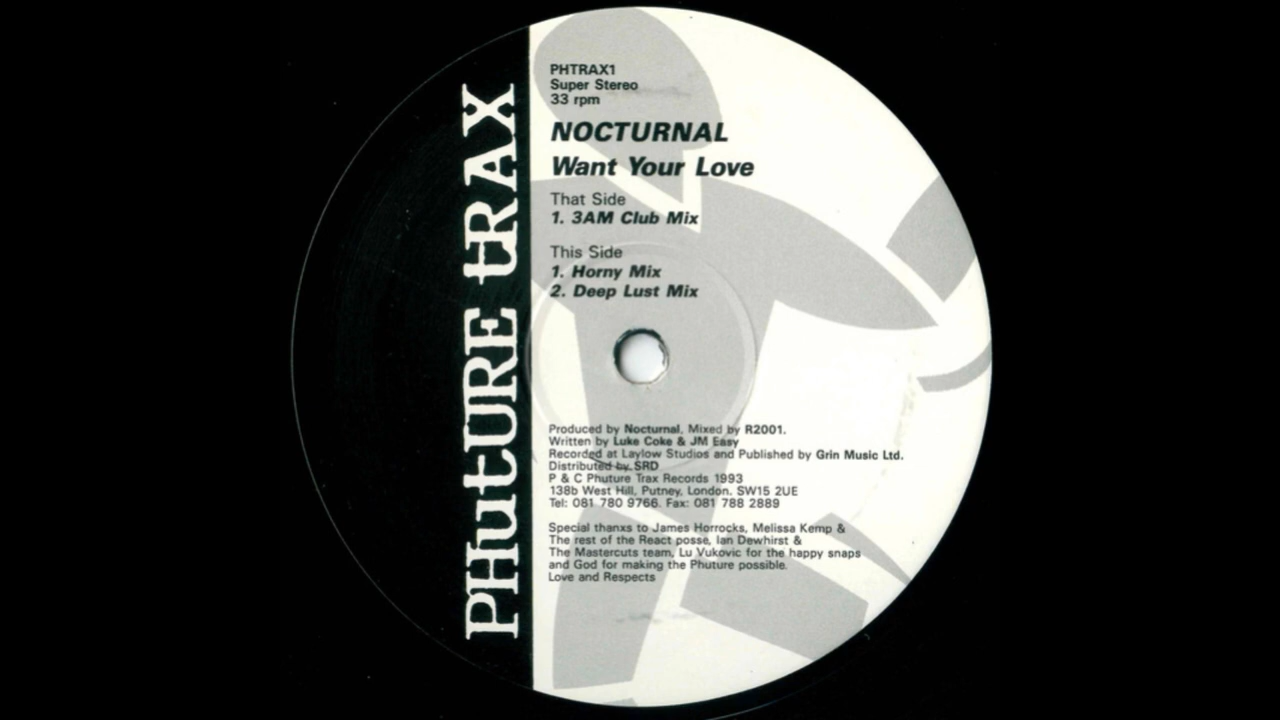 PHutURE tRAX
PHTRAX1
Super Stereo
33 rpm
NOCTURNAL
Want Your Love
That Side
1. 3AM Club Mix
This Side
1. Horny Mix
2. Deep Lust Mix
Produced by Nocturnal, Mixed by R2001.
Written by Luke Coke & JM Easy
Recorded at Laylow Studios and Published by Grin Music Ltd.
Distributed by SRD
P & C Phuture Trax Records 1993
138b West Hill, Putney, London. SW15 2UE
Tel: 081 780 9766. Fax: 081 788 2889
Special thanxs to James Horrocks, Melissa Kemp &
The rest of the React posse, Ian Dewhirst &
The Mastercuts team, Lu Vukovic for the happy snaps
and God for making the Phuture possible.
Love and Respects